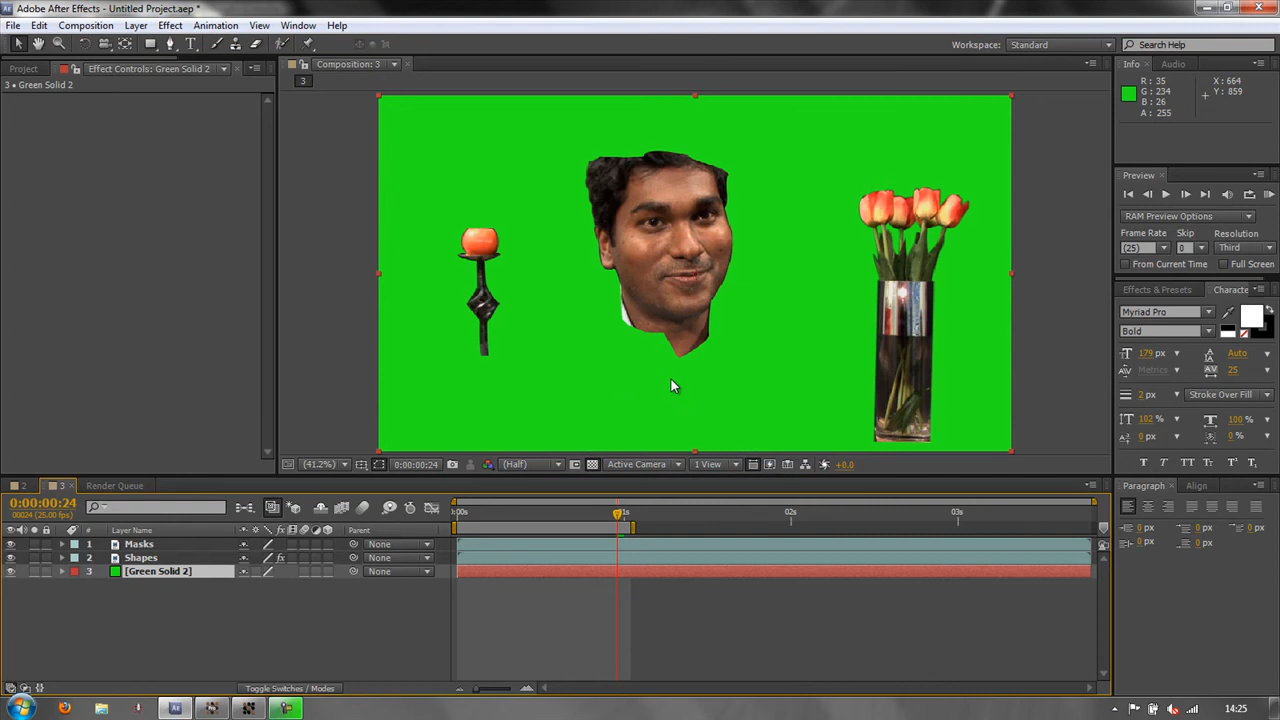 Adobe After Effects - Untitled Project.aep *
File Edit Composition Layer Effect Animation View Window Help
Workspace: Standard Search Help
Project Effect Controls: Green Solid 2 Composition: 3 Info Audio
3 • Green Solid 2
3
R: 35
G: 234
B: 26
A: 255
X: 664
Y: 859
Preview
RAM Preview Options
Frame Rate Skip Resolution
(25) 0 Third
From Current Time Full Screen
Effects & Presets Characte
Myriad Pro
Bold
179 px Auto
Metrics 25
2 px Stroke Over Fill
102 % 100 %
0 px 0 %
T T TT Tr T T
(41.2%) 0:00:00:24 (Half) Active Camera 1 View +0.0
2 3 Render Queue
Paragraph Align
0:00:00:24
00024 (25.00 fps)
0:00s 01s 02s 03s
# Layer Name Parent
1 Masks None
2 Shapes None
3 [Green Solid 2] None
0 px 0 px 0 px
0 px 0 px
Toggle Switches / Modes
14:25